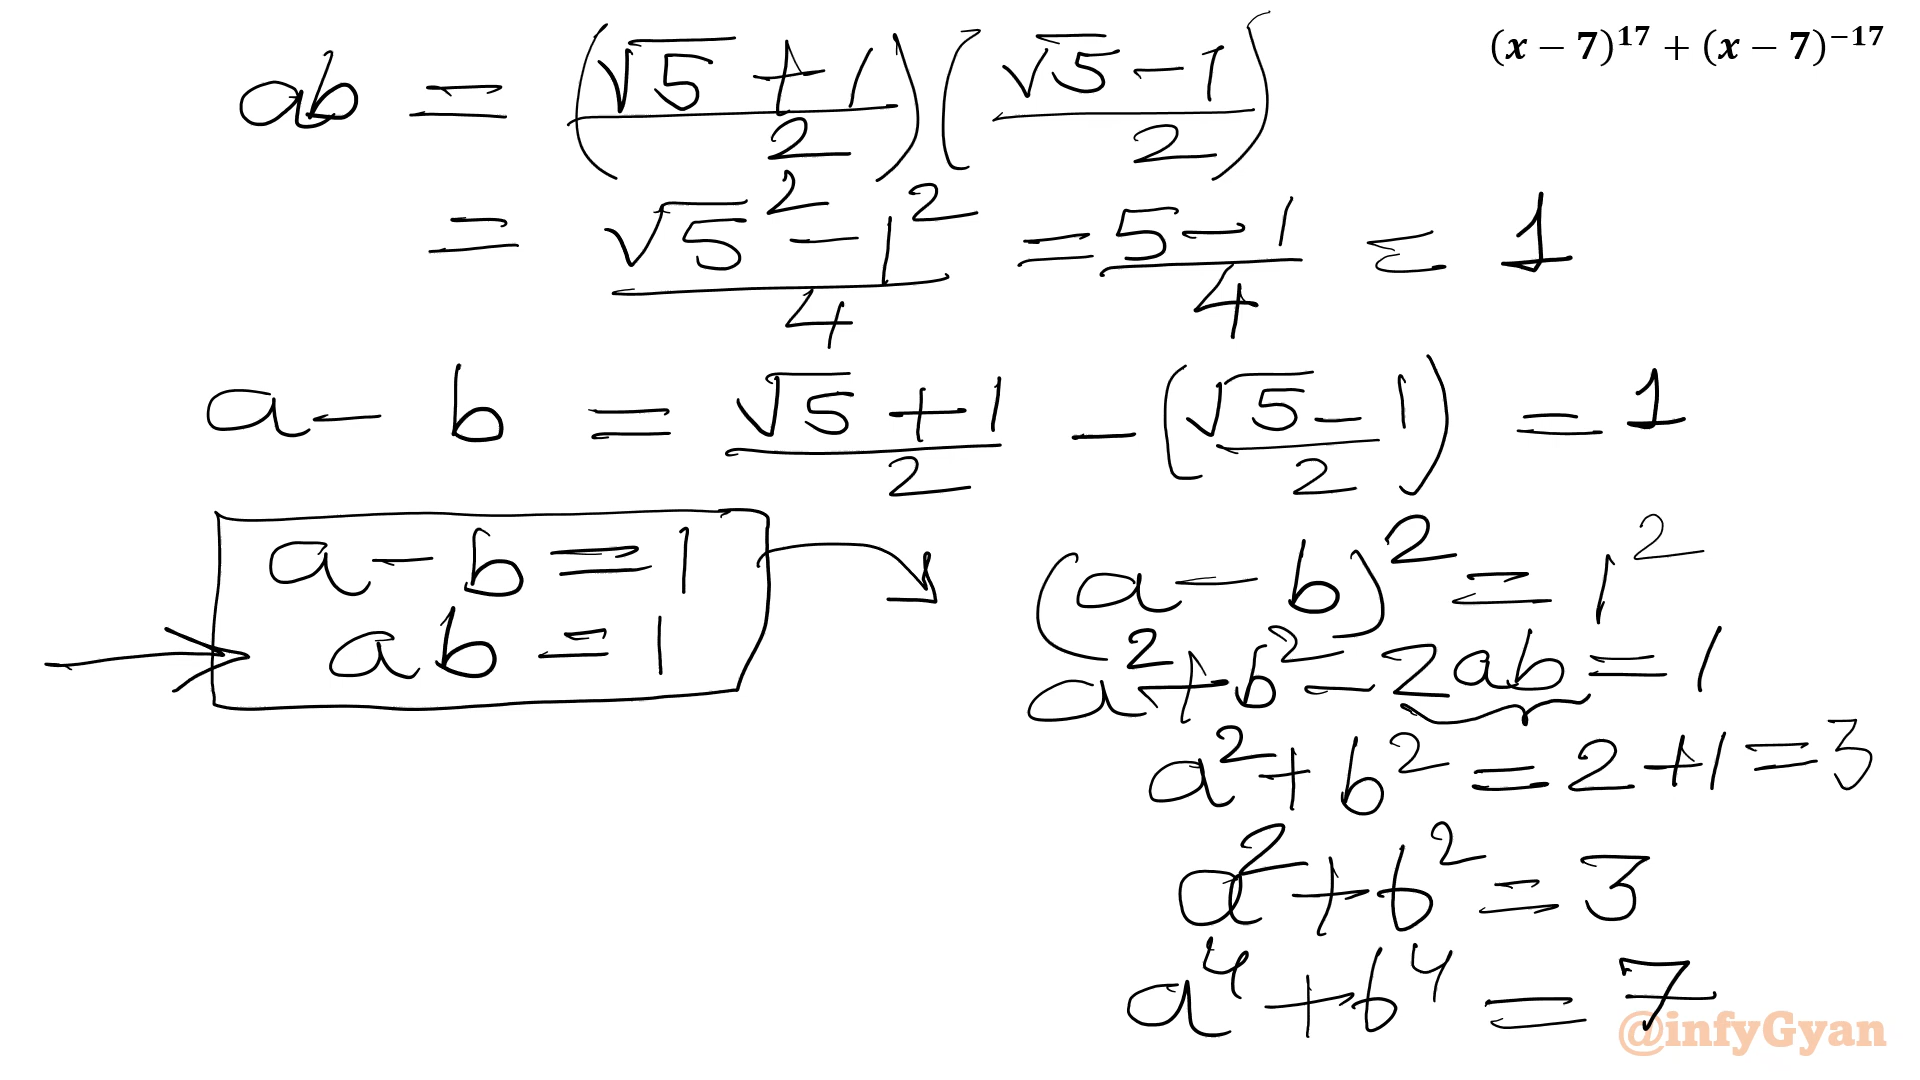 (x − 7)¹⁷ + (x − 7)⁻¹⁷
ab = ((√5 + 1)/2) ((√5 − 1)/2)
= (√5² − 1²)/4 = (5 − 1)/4 = 1
a − b = (√5 + 1)/2 − ((√5 − 1)/2) = 1
a − b = 1
ab = 1
(a − b)² = 1²
a² + b² − 2ab = 1
a² + b² = 2 + 1 = 3
a² + b² = 3
a⁴ + b⁴ = 7
@infyGyan